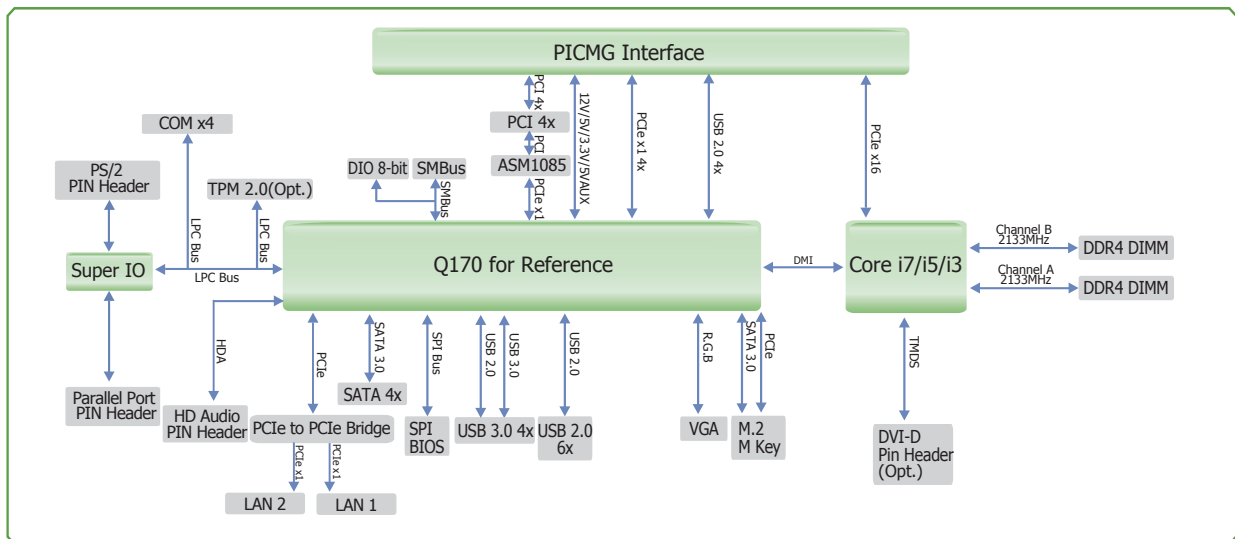 PICMG Interface
PCI 4x
12V/5V/3.3V/5VAUX
PCIe x1 4x
USB 2.0 4x
PCIe x16
COM x4
PCI 4x
PCI
PS/2
PIN Header
TPM 2.0(Opt.)
DIO 8-bit
SMBus
ASM1085
SMBus
PCIe x1
LPC Bus
LPC Bus
Super IO
LPC Bus
Q170 for Reference
DMI
Core i7/i5/i3
Channel B
2133MHz
DDR4 DIMM
Channel A
2133MHz
DDR4 DIMM
HDA
PCIe
SATA 3.0
SPI Bus
USB 2.0
USB 3.0
USB 2.0
R.G.B
SATA 3.0
PCIe
TMDS
Parallel Port
PIN Header
HD Audio
PIN Header
PCIe to PCIe Bridge
SATA 4x
SPI
BIOS
USB 3.0 4x
USB 2.0
6x
VGA
M.2
M Key
DVI-D
Pin Header
(Opt.)
PCIe x1
PCIe x1
LAN 2
LAN 1